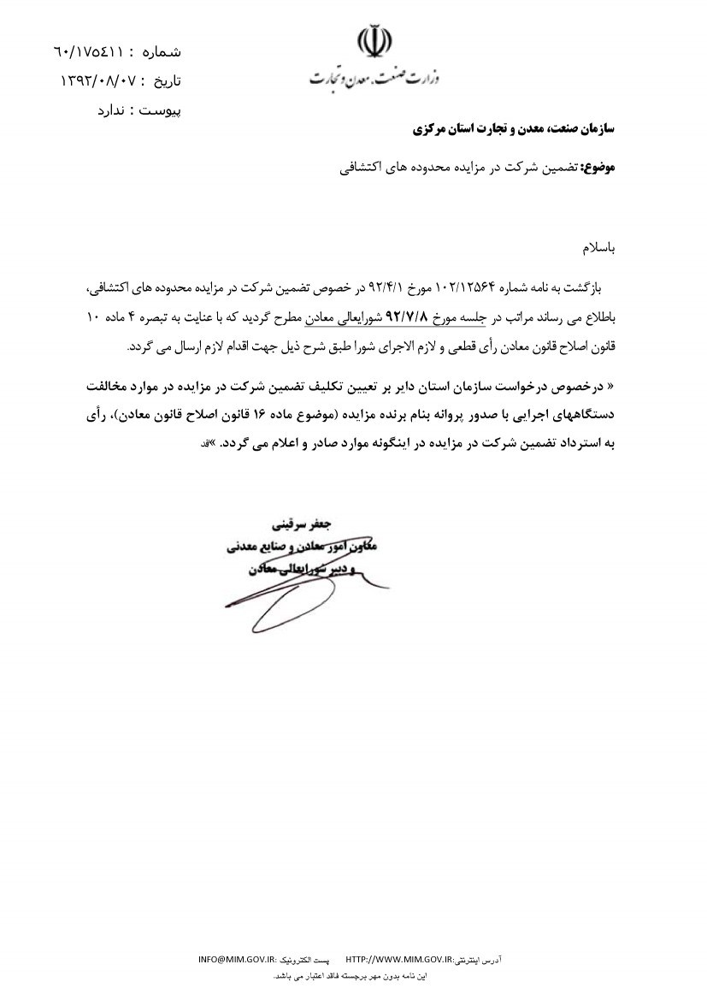 شماره : ٦٠/١٧٥٤١١
تاریخ : ١٣٩٢/٠٨/٠٧
پیوست : ندارد
وزارت صنعت، معدن و تجارت
سازمان صنعت، معدن و تجارت استان مرکزی
موضوع: تضمین شرکت در مزایده محدوده های اکتشافی
باسلام
بازگشت به نامه شماره ۱۰۲/۱۲۵۶۴ مورخ ۹۲/۴/۱ در خصوص تضمین شرکت در مزایده محدوده های اکتشافی،
باطلاع می رساند مراتب در جلسه مورخ ۹۲/۷/۸ شورایعالی معادن مطرح گردید که با عنایت به تبصره ۴ ماده ۱۰
قانون اصلاح قانون معادن رأی قطعی و لازم الاجرای شورا طبق شرح ذیل جهت اقدام لازم ارسال می گردد.
« درخصوص درخواست سازمان استان دایر بر تعیین تکلیف تضمین شرکت در مزایده در موارد مخالفت
دستگاههای اجرایی با صدور پروانه بنام برنده مزایده (موضوع ماده ۱۶ قانون اصلاح قانون معادن)، رأی
به استرداد تضمین شرکت در مزایده در اینگونه موارد صادر و اعلام می گردد. »قد
جعفر سرقینی
معاون امور معادن و صنایع معدنی
و دبیر شورایعالی معادن
آدرس اینترنتی:HTTP://WWW.MIM.GOV.IR پست الکترونیک :INFO@MIM.GOV.IR
این نامه بدون مهر برجسته فاقد اعتبار می باشد.